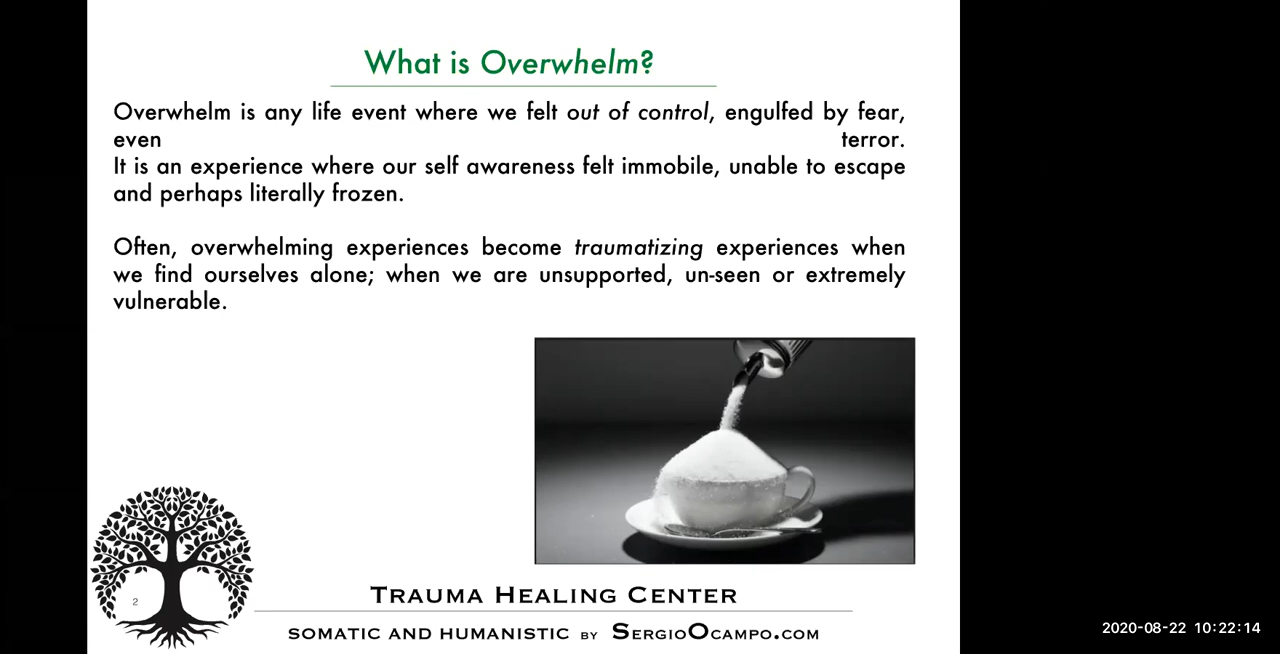 What is Overwhelm?
Overwhelm is any life event where we felt out of control, engulfed by fear,
even terror.
It is an experience where our self awareness felt immobile, unable to escape
and perhaps literally frozen.
Often, overwhelming experiences become traumatizing experiences when
we find ourselves alone; when we are unsupported, un-seen or extremely
vulnerable.
2
Trauma Healing Center
somatic and humanistic by SergioOcampo.com
2020-08-22 10:22:14